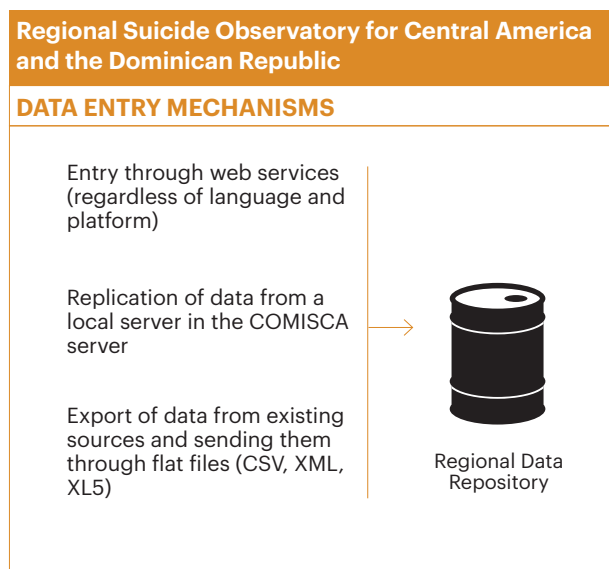 Regional Suicide Observatory for Central America
and the Dominican Republic
DATA ENTRY MECHANISMS
Entry through web services
(regardless of language and
platform)
Replication of data from a
local server in the COMISCA
server
Export of data from existing
sources and sending them
through flat files (CSV, XML,
XL5)
Regional Data
Repository